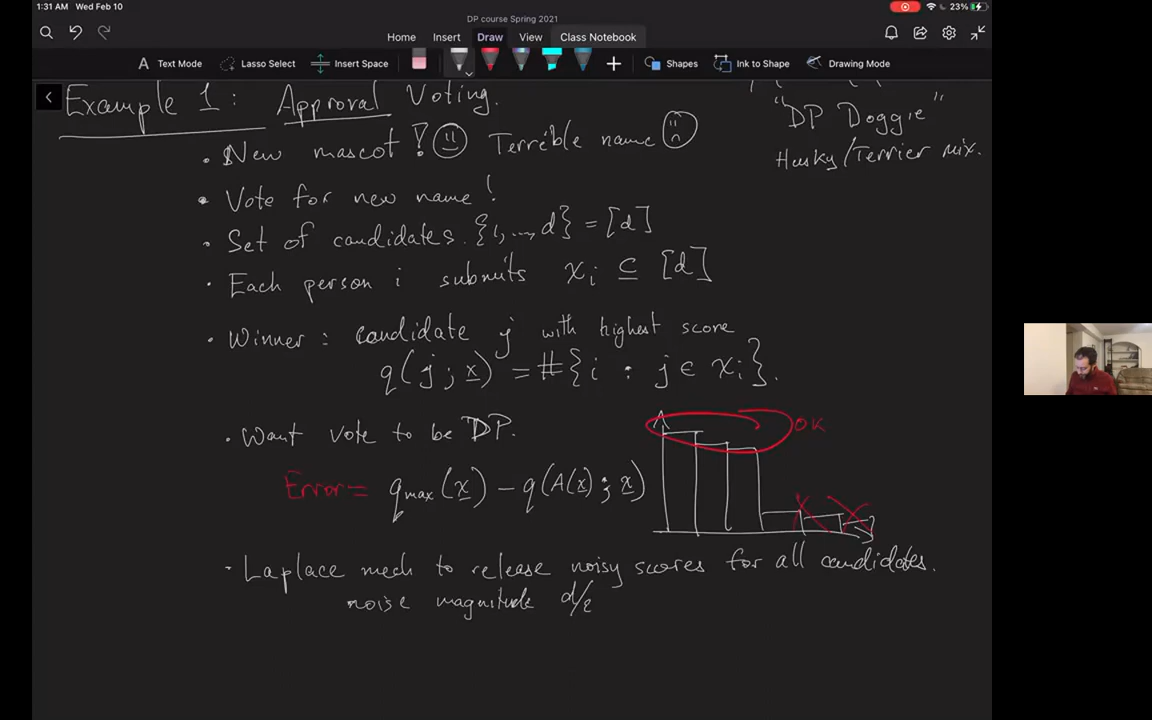 1:31 AM Wed Feb 10
23%
DP course Spring 2021
Home Insert Draw View Class Notebook
Text Mode Lasso Select Insert Space Shapes Ink to Shape Drawing Mode
Example 1: Approval Voting.
"DP Doggie"
Husky/Terrier mix.
• New mascot! Terrible name
• Vote for new name!
• Set of candidates. {1,...,d} = [d]
• Each person i submits x_i ⊆ [d]
• Winner: candidate j with highest score
q(j; x) = #{i : j ∈ x_i}.
• Want vote to be DP.
OK
Error = q_max(x) - q(A(x); x)
• Laplace mech to release noisy scores for all candidates.
noise magnitude d/ε